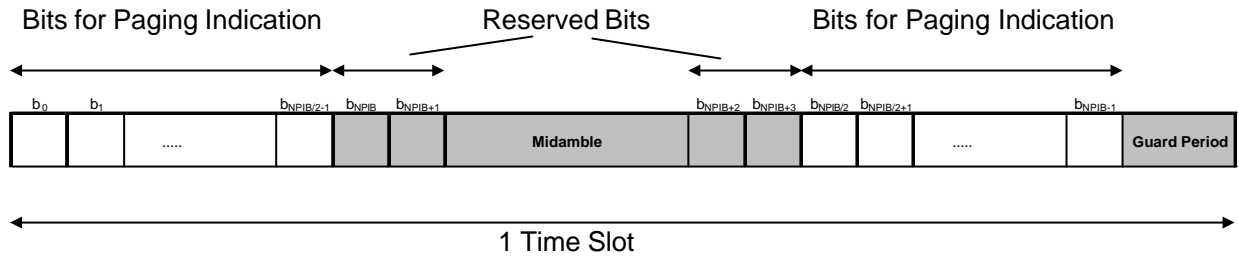 Bits for Paging Indication Reserved Bits Bits for Paging Indication
b0 b1 bNPIB/2-1 bNPIB bNPIB+1 bNPIB+2 bNPIB+3 bNPIB/2 bNPIB/2+1 bNPIB-1
..... Midamble ..... Guard Period
1 Time Slot